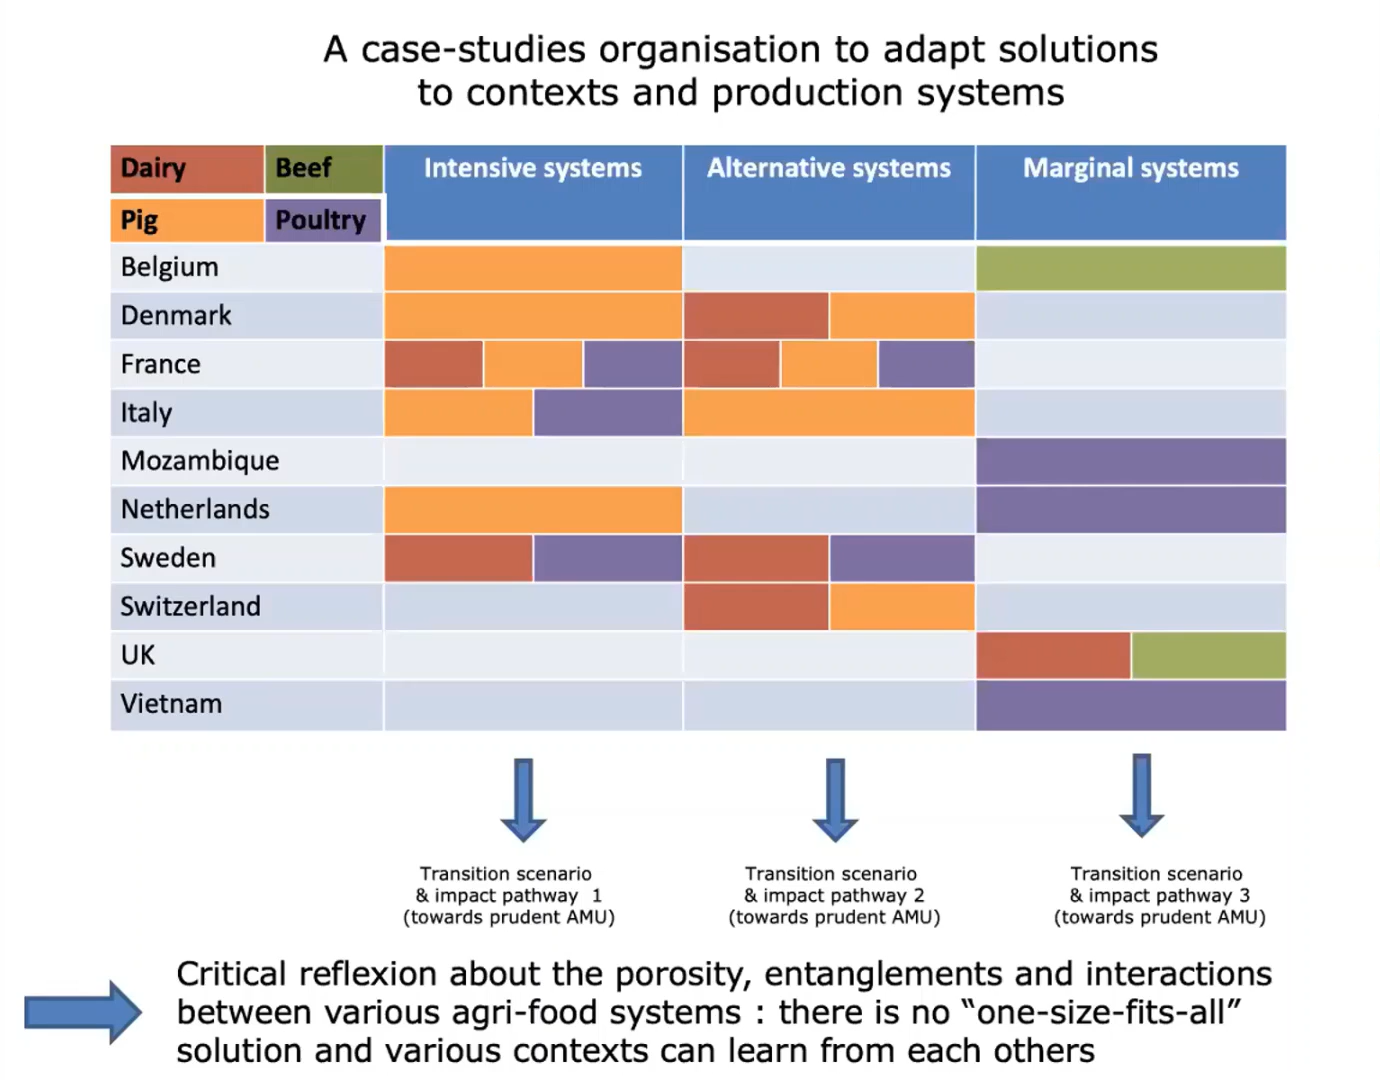 A case-studies organisation to adapt solutions
to contexts and production systems
Dairy Beef Intensive systems Alternative systems Marginal systems
Pig Poultry
Belgium
Denmark
France
Italy
Mozambique
Netherlands
Sweden
Switzerland
UK
Vietnam
Transition scenario
& impact pathway 1
(towards prudent AMU)
Transition scenario
& impact pathway 2
(towards prudent AMU)
Transition scenario
& impact pathway 3
(towards prudent AMU)
Critical reflexion about the porosity, entanglements and interactions
between various agri-food systems : there is no “one-size-fits-all”
solution and various contexts can learn from each others